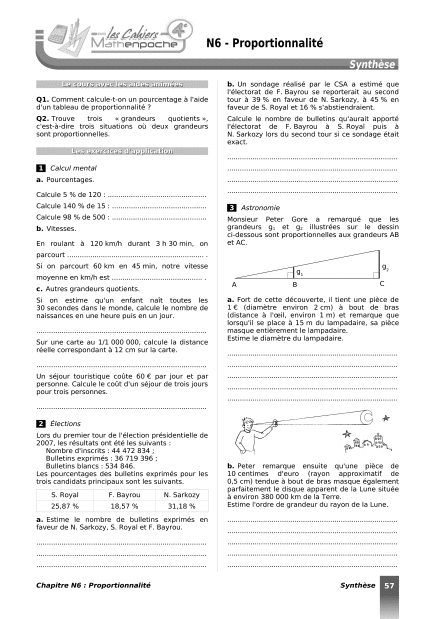 les Cahiers
Mathenpoche
4e
N6 - Proportionnalité
Synthèse
Le cours avec les aides animées
Q1. Comment calcule-t-on un pourcentage à l'aide
d'un tableau de proportionnalité ?
Q2. Trouve trois « grandeurs quotients »,
c'est-à-dire trois situations où deux grandeurs
sont proportionnelles.
Les exercices d'application
1 Calcul mental
a. Pourcentages.
Calcule 5 % de 120 : ................................................
Calcule 140 % de 15 : ..............................................
Calcule 98 % de 500 : ..............................................
b. Vitesses.
En roulant à 120 km/h durant 3 h 30 min, on
parcourt .................................................................. .
Si on parcourt 60 km en 45 min, notre vitesse
moyenne en km/h est ............................................ .
c. Autres grandeurs quotients.
Si on estime qu'un enfant naît toutes les
30 secondes dans le monde, calcule le nombre de
naissances en une heure puis en un jour.
..................................................................................
Sur une carte au 1/1 000 000, calcule la distance
réelle correspondant à 12 cm sur la carte.
..................................................................................
Un séjour touristique coûte 60 € par jour et par
personne. Calcule le coût d'un séjour de trois jours
pour trois personnes.
..................................................................................
2 Élections
Lors du premier tour de l'élection présidentielle de
2007, les résultats ont été les suivants :
Nombre d'inscrits : 44 472 834 ;
Bulletins exprimés : 36 719 396 ;
Bulletins blancs : 534 846.
Les pourcentages des bulletins exprimés pour les
trois candidats principaux sont les suivants.
S. Royal F. Bayrou N. Sarkozy
25,87 % 18,57 % 31,18 %
a. Estime le nombre de bulletins exprimés en
faveur de N. Sarkozy, S. Royal et F. Bayrou.
..................................................................................
..................................................................................
..................................................................................
b. Un sondage réalisé par le CSA a estimé que
l'électorat de F. Bayrou se reporterait au second
tour à 39 % en faveur de N. Sarkozy, à 45 % en
faveur de S. Royal et 16 % s'abstiendraient.
Calcule le nombre de bulletins qu'aurait apporté
l'électorat de F. Bayrou à S. Royal puis à
N. Sarkozy lors du second tour si ce sondage était
exact.
..................................................................................
..................................................................................
..................................................................................
..................................................................................
3 Astronomie
Monsieur Peter Gore a remarqué que les
grandeurs g1 et g2 illustrées sur le dessin
ci-dessous sont proportionnelles aux grandeurs AB
et AC.
g1
g2
A B C
a. Fort de cette découverte, il tient une pièce de
1 € (diamètre environ 2 cm) à bout de bras
(distance à l'œil, environ 1 m) et remarque que
lorsqu'il se place à 15 m du lampadaire, sa pièce
masque entièrement le lampadaire.
Estime le diamètre du lampadaire.
..................................................................................
..................................................................................
..................................................................................
..................................................................................
..................................................................................
b. Peter remarque ensuite qu'une pièce de
10 centimes d'euro (rayon approximatif de
0,5 cm) tendue à bout de bras masque également
parfaitement le disque apparent de la Lune située
à environ 380 000 km de la Terre.
Estime l'ordre de grandeur du rayon de la Lune.
..................................................................................
..................................................................................
..................................................................................
..................................................................................
..................................................................................
Chapitre N6 : Proportionnalité
Synthèse 57